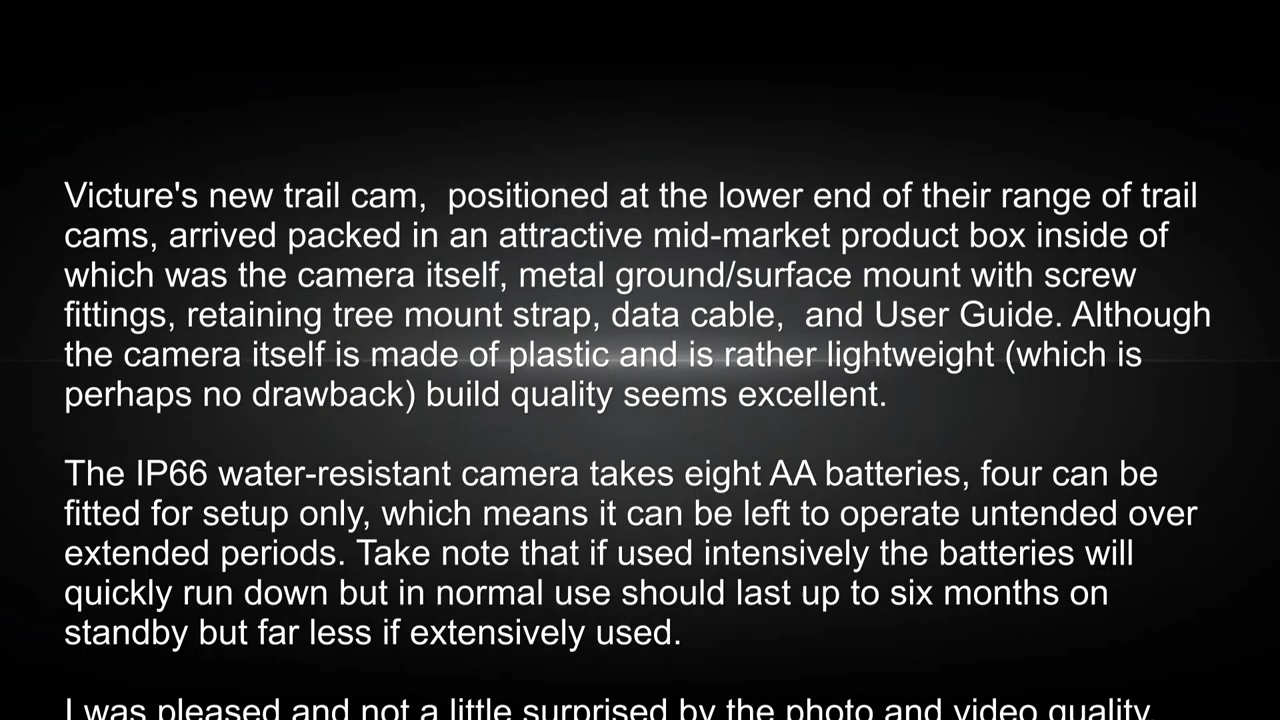 Victure's new trail cam,  positioned at the lower end of their range of trail
cams, arrived packed in an attractive mid-market product box inside of
which was the camera itself, metal ground/surface mount with screw
fittings, retaining tree mount strap, data cable,  and User Guide. Although
the camera itself is made of plastic and is rather lightweight (which is
perhaps no drawback) build quality seems excellent.

The IP66 water-resistant camera takes eight AA batteries, four can be
fitted for setup only, which means it can be left to operate untended over
extended periods. Take note that if used intensively the batteries will
quickly run down but in normal use should last up to six months on
standby but far less if extensively used.

I was pleased and not a little surprised by the photo and video quality